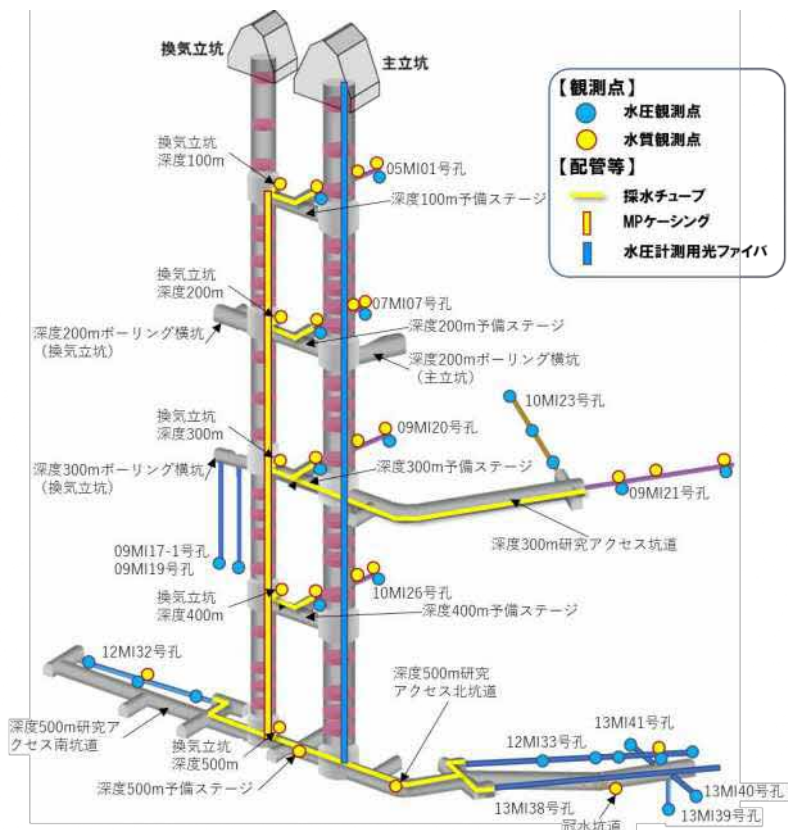 換気立坑
主立坑
【観測点】
水圧観測点
水質観測点
【配管等】
採水チューブ
MPケーシング
水圧計測用光ファイバ
換気立坑
深度100m
05MI01号孔
深度100m予備ステージ
換気立坑
深度200m
07MI07号孔
深度200mボーリング横坑
(換気立坑)
深度200m予備ステージ
深度200mボーリング横坑
(主立坑)
10MI23号孔
換気立坑
深度300m
09MI20号孔
深度300mボーリング横坑
(換気立坑)
深度300m予備ステージ
09MI21号孔
深度300m研究アクセス坑道
09MI17-1号孔
09MI19号孔
換気立坑
深度400m
10MI26号孔
深度400m予備ステージ
12MI32号孔
深度500m研究
アクセス北坑道
深度500m研究ア
クセス南坑道
換気立坑
深度500m
深度500m予備ステージ
13MI41号孔
12MI33号孔
13MI38号孔
13MI40号孔
13MI39号孔
冠水坑道